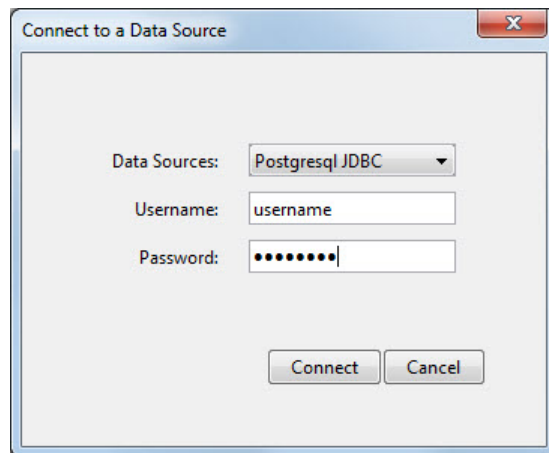 Connect to a Data Source
Data Sources: Postgresql JDBC
Username: username
Password: ••••••••
Connect Cancel